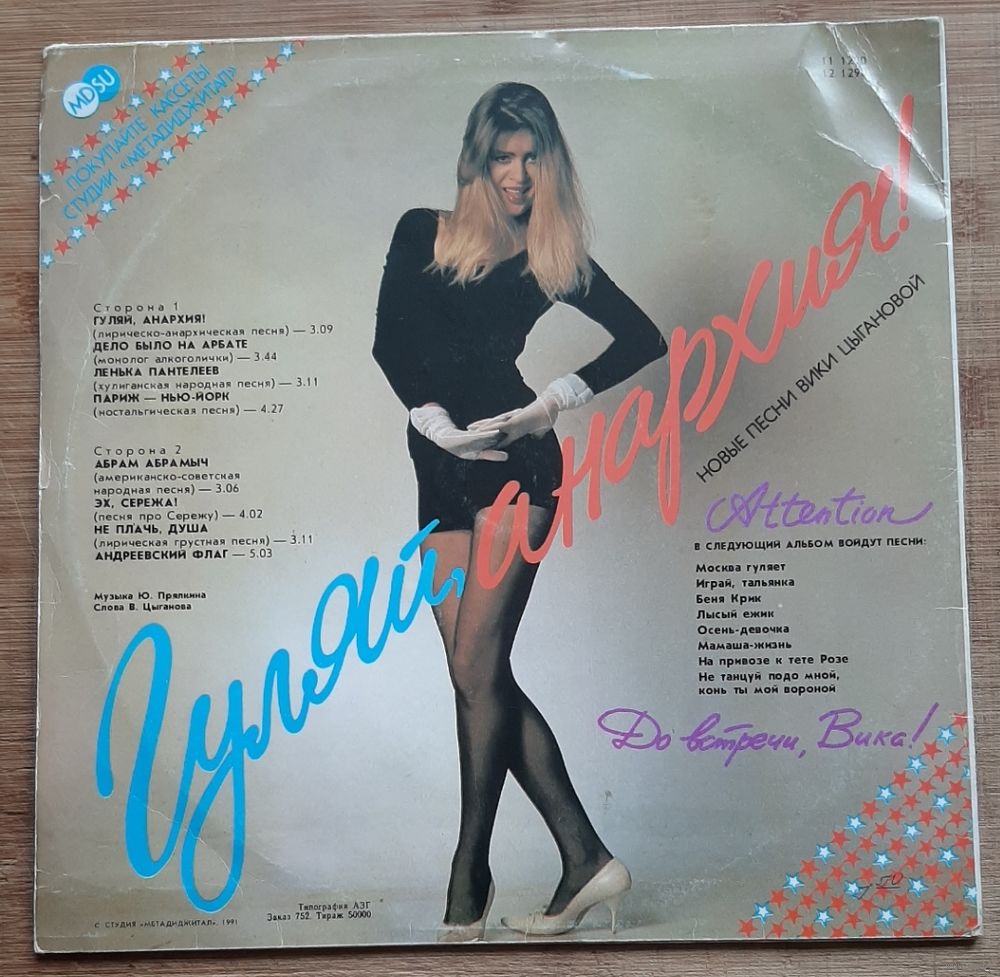 MDSU
ПОКУПАЙТЕ КАССЕТЫ
СТУДИИ «МЕТАДИДЖИТАЛ»
Сторона 1
ГУЛЯЙ, АНАРХИЯ!
(лирическо-анархическая песня) — 3.09
ДЕЛО БЫЛО НА АРБАТЕ
(монолог алкоголички) — 3.44
ЛЕНЬКА ПАНТЕЛЕЕВ
(хулиганская народная песня) — 3.11
ПАРИЖ — НЬЮ-ЙОРК
(ностальгическая песня) — 4.27
Сторона 2
АБРАМ АБРАМЫЧ
(американско-советская
народная песня) — 3.06
ЭХ, СЕРЕЖА!
(песня про Сережу) — 4.02
НЕ ПЛАЧЬ, ДУША
(лирическая грустная песня) — 3.11
АНДРЕЕВСКИЙ ФЛАГ — 5.03
Музыка Ю. Прялкина
Слова В. Цыганова
Гуляй, анархия!
НОВЫЕ ПЕСНИ ВИКИ ЦЫГАНОВОЙ
Attention
В СЛЕДУЮЩИЙ АЛЬБОМ ВОЙДУТ ПЕСНИ:
Москва гуляет
Играй, тальянка
Беня Крик
Лысый ежик
Осень-девочка
Мамаша-жизнь
На привозе к тете Розе
Не танцуй подо мной,
конь ты мой вороной
До встречи, Вика!
Типография АЗГ
Заказ 752. Тираж 50000
С СТУДИЯ «МЕТАДИДЖИТАЛ», 1991